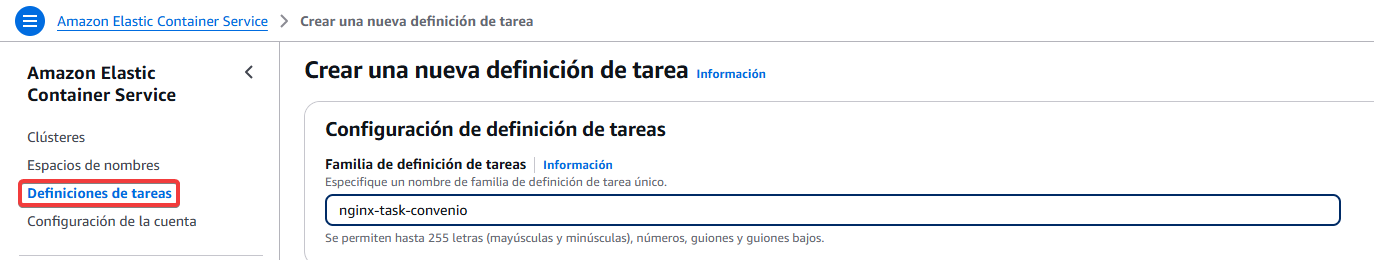 Amazon Elastic Container Service > Crear una nueva definición de tarea
Amazon Elastic
Container Service
Clústeres
Espacios de nombres
Definiciones de tareas
Configuración de la cuenta
Crear una nueva definición de tarea Información
Configuración de definición de tareas
Familia de definición de tareas | Información
Especifique un nombre de familia de definición de tarea único.
nginx-task-convenio
Se permiten hasta 255 letras (mayúsculas y minúsculas), números, guiones y guiones bajos.